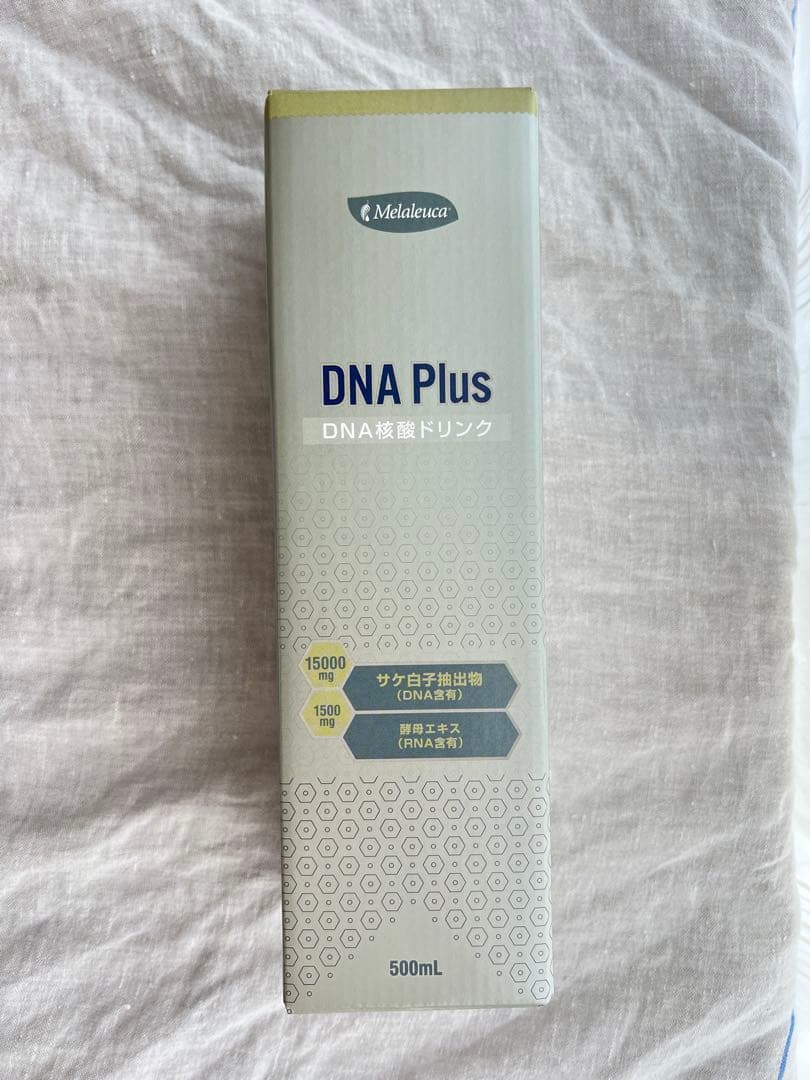 Melaleuca®
DNA Plus
DNA核酸ドリンク
15000
mg
サケ白子抽出物
（DNA含有）
1500
mg
酵母エキス
（RNA含有）
500mL